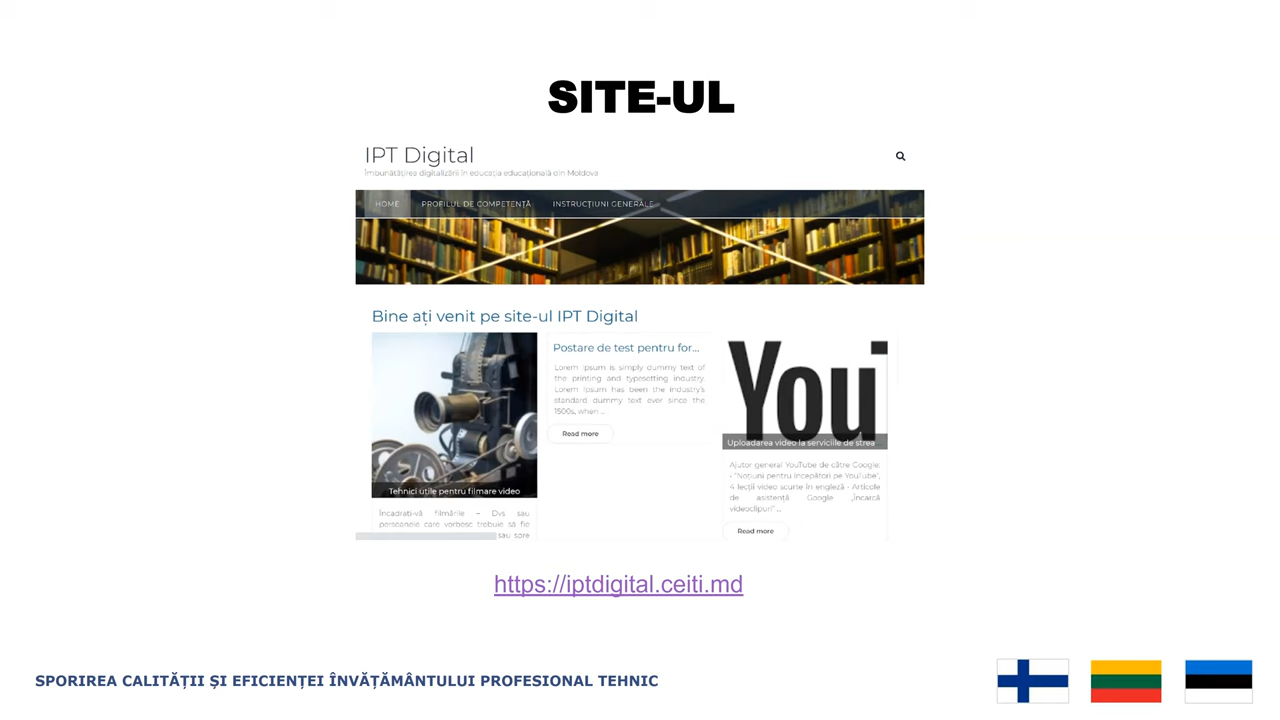 SITE-UL
IPT Digital
Îmbunătățirea digitalizării în educația educațională din Moldova
HOME PROFILUL DE COMPETENȚĂ INSTRUCȚIUNI GENERALE
Bine ați venit pe site-ul IPT Digital
Tehnici utile pentru filmare video
Încadrați-vă filmările – Dvs sau
persoanele care vorbesc trebuie să fie
sau spre
Postare de test pentru for...
Lorem Ipsum is simply dummy text of
the printing and typesetting industry.
Lorem Ipsum has been the industry's
standard dummy text ever since the
1500s, when ...
Read more
You
Uploadarea video la serviciile de strea
Ajutor general YouTube de către Google:
- "Noțiuni pentru începători pe YouTube",
4 lecții video scurte în engleză - Articole
de asistență Google „Încarcă
videoclipuri" ...
Read more
https://iptdigital.ceiti.md
SPORIREA CALITĂȚII ȘI EFICIENȚEI ÎNVĂȚĂMÂNTULUI PROFESIONAL TEHNIC